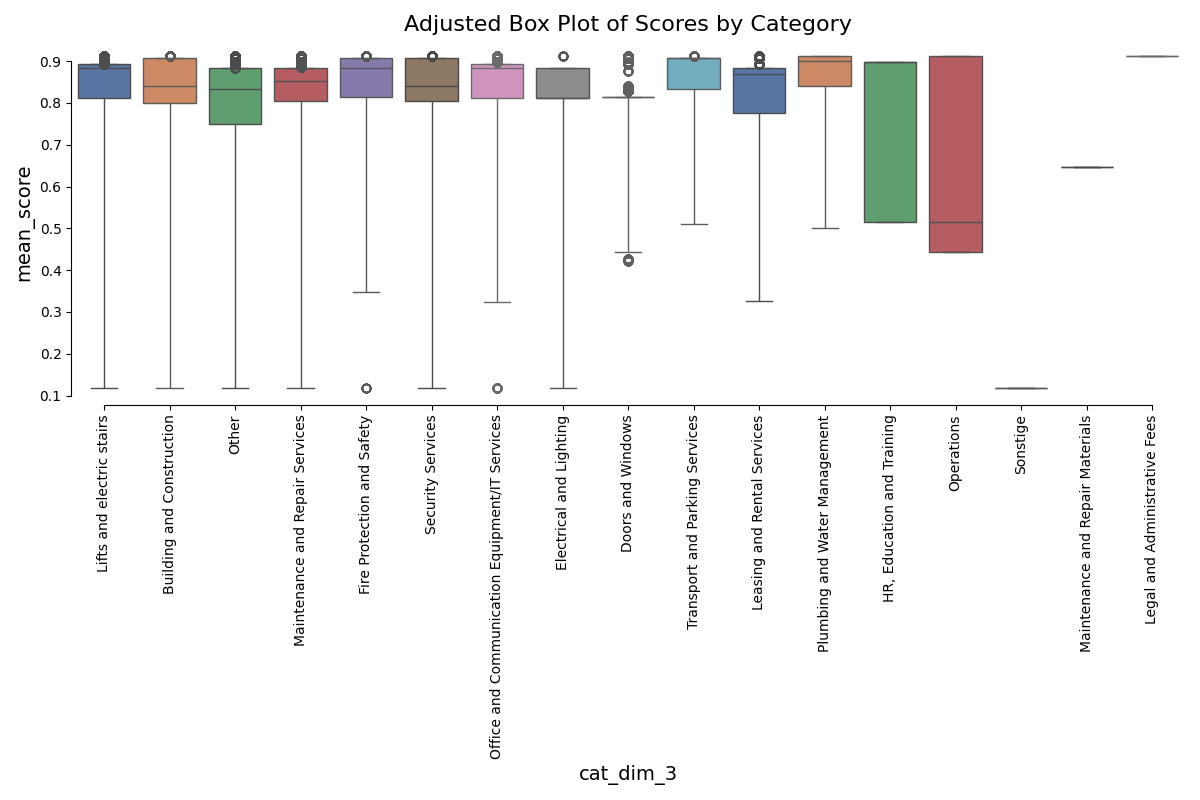 Adjusted Box Plot of Scores by Category
mean_score
0.9
0.8
0.7
0.6
0.5
0.4
0.3
0.2
0.1
Lifts and electric stairs
Building and Construction
Other
Maintenance and Repair Services
Fire Protection and Safety
Security Services
Office and Communication Equipment/IT Services
Electrical and Lighting
Doors and Windows
Transport and Parking Services
Leasing and Rental Services
Plumbing and Water Management
HR, Education and Training
Operations
Sonstige
Maintenance and Repair Materials
Legal and Administrative Fees
cat_dim_3